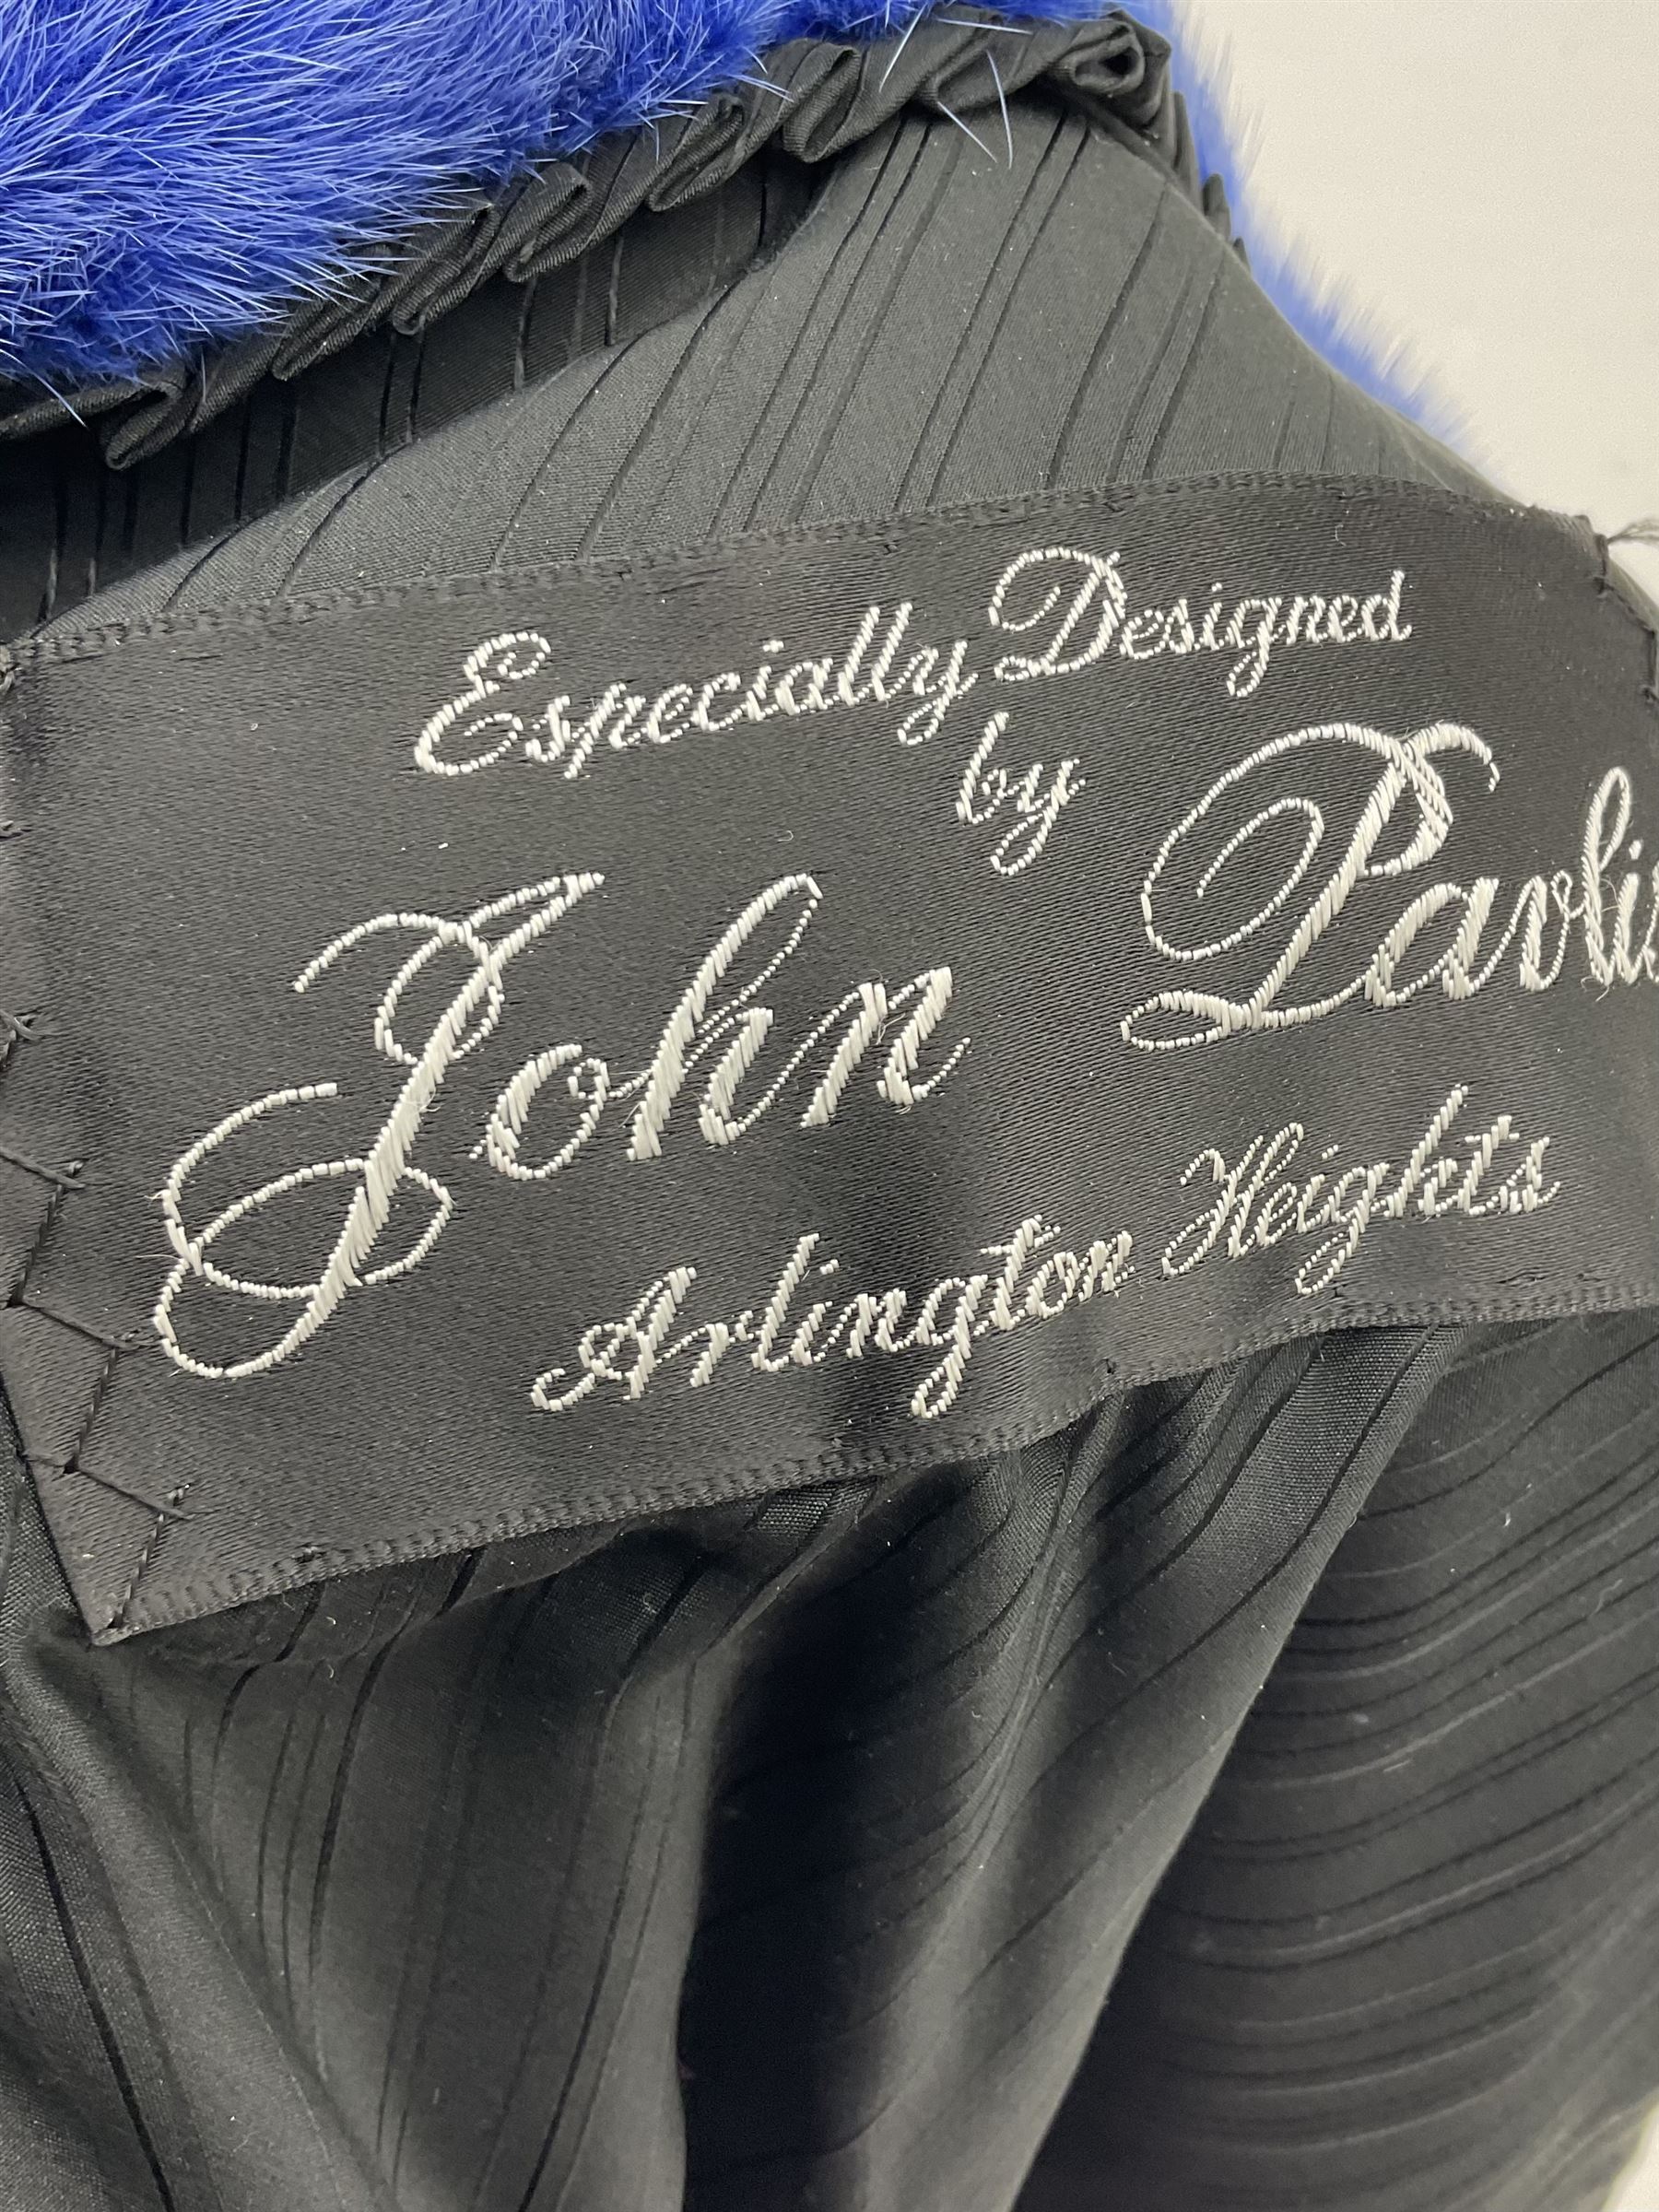 Especially Designed
by
John
Arlington Heights